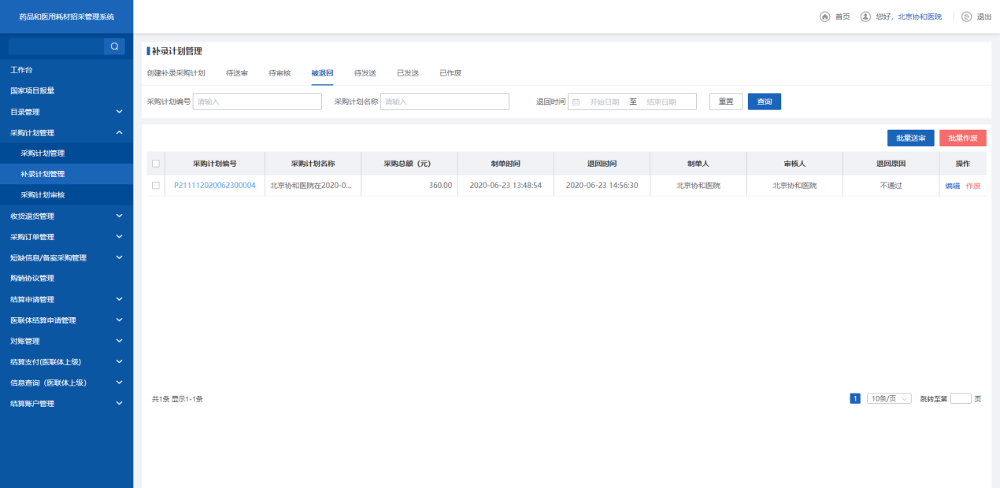 药品和医用耗材招采管理系统
首页 您好，北京协和医院 退出
工作台
国家项目报量
目录管理
采购计划管理
采购计划管理
补录计划管理
采购计划审核
收货退货管理
采购订单管理
短缺信息/备案采购管理
购销协议管理
结算申请管理
医联体结算申请管理
对账管理
结算支付(医联体上级)
信息查询（医联体上级）
结算账户管理
补录计划管理
创建补录采购计划 待送审 待审核 被退回 待发送 已发送 已作废
采购计划编号 请输入 采购计划名称 请输入 退回时间 开始日期 至 结束日期 重置 查询
批量送审 批量作废
采购计划编号 采购计划名称 采购总额（元） 制单时间 退回时间 制单人 审核人 退回原因 操作
P211112020062300004 北京协和医院在2020-0... 360.00 2020-06-23 13:48:54 2020-06-23 14:56:30 北京协和医院 北京协和医院 不通过 编辑 作废
共1条 显示1-1条 1 10条/页 跳转至第 页